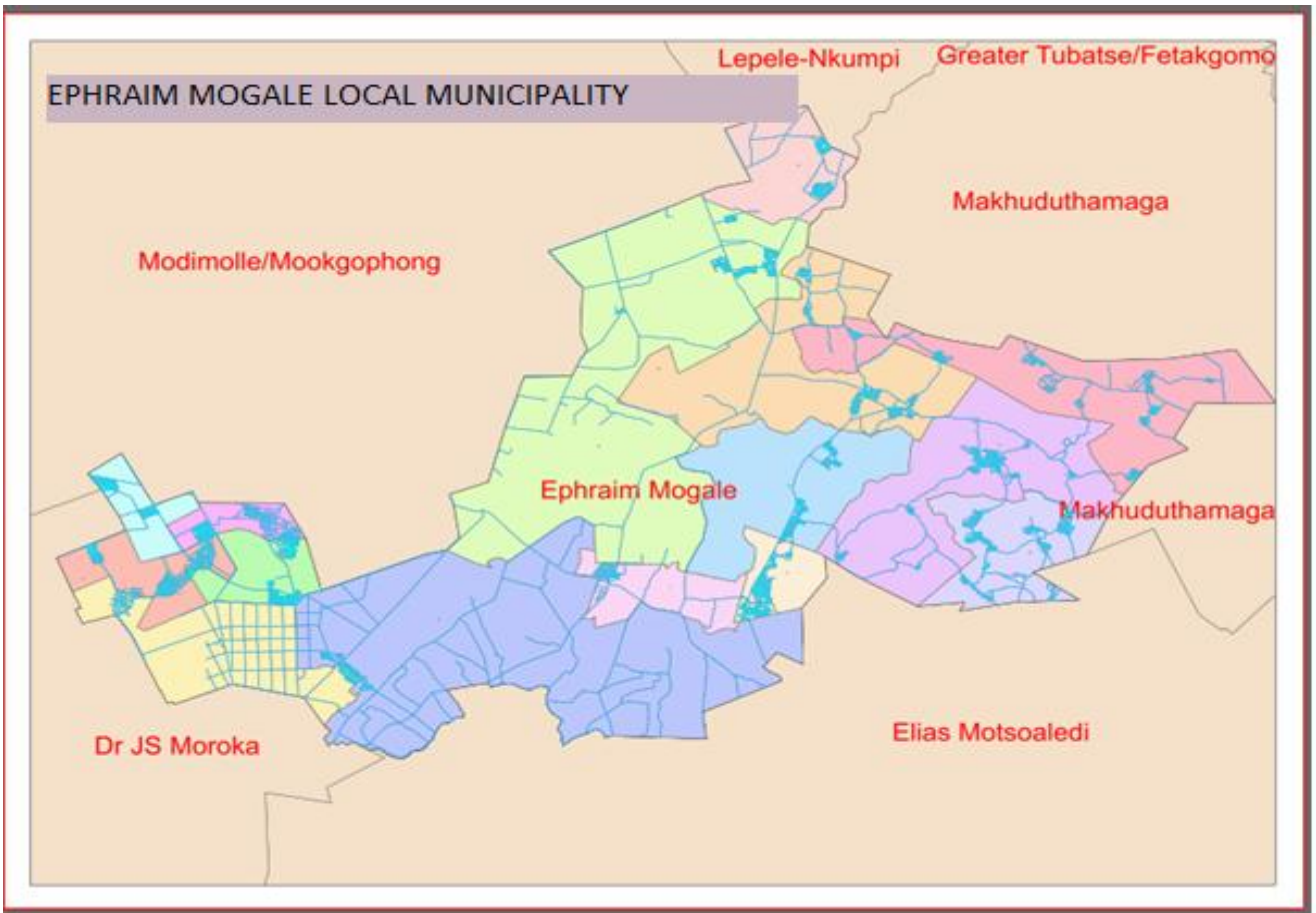 Lepele-Nkumpi
Greater Tubatse/Fetakgomo
EPHRAIM MOGALE LOCAL MUNICIPALITY
Makhuduthamaga
Modimolle/Mookgophong
Ephraim Mogale
Makhuduthamaga
Dr JS Moroka
Elias Motsoaledi